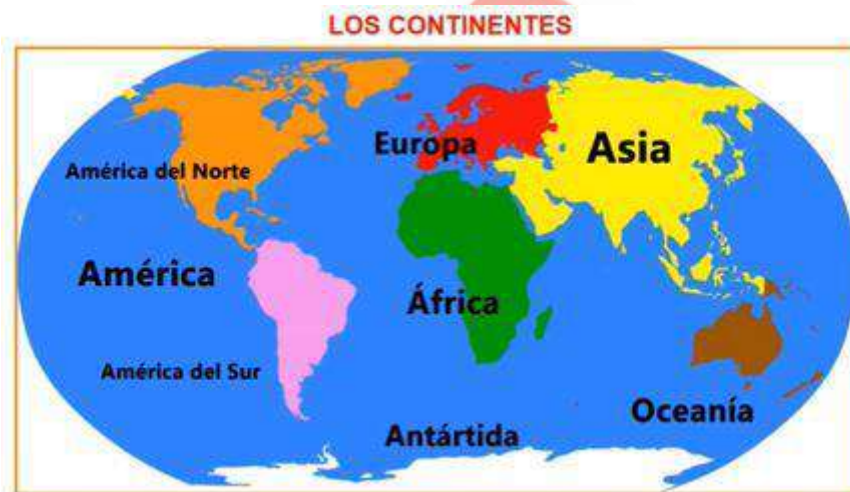 LOS CONTINENTES
Europa
Asia
América del Norte
América
África
América del Sur
Oceanía
Antártida